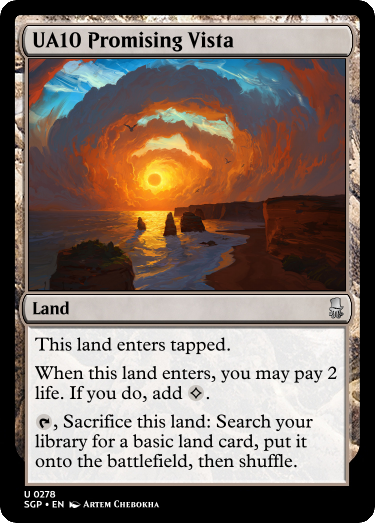 UA10 Promising Vista
Land
This land enters tapped.
When this land enters, you may pay 2
life. If you do, add .
, Sacrifice this land: Search your
library for a basic land card, put it
onto the battlefield, then shuffle.
U 0278
SGP • EN Artem Chebokha